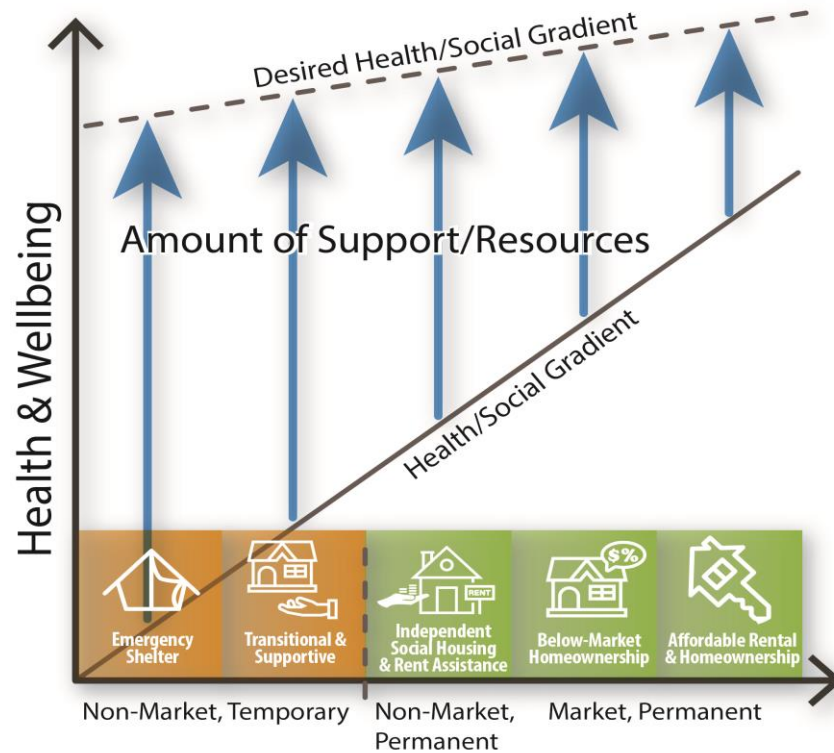 Desired Health/Social Gradient
Amount of Support/Resources
Health & Wellbeing
Health/Social Gradient
$%
RENT
Emergency
Shelter
Transitional &
Supportive
Independent
Social Housing
& Rent Assistance
Below-Market
Homeownership
Affordable Rental
& Homeownership
Non-Market, Temporary
Non-Market,
Permanent
Market, Permanent